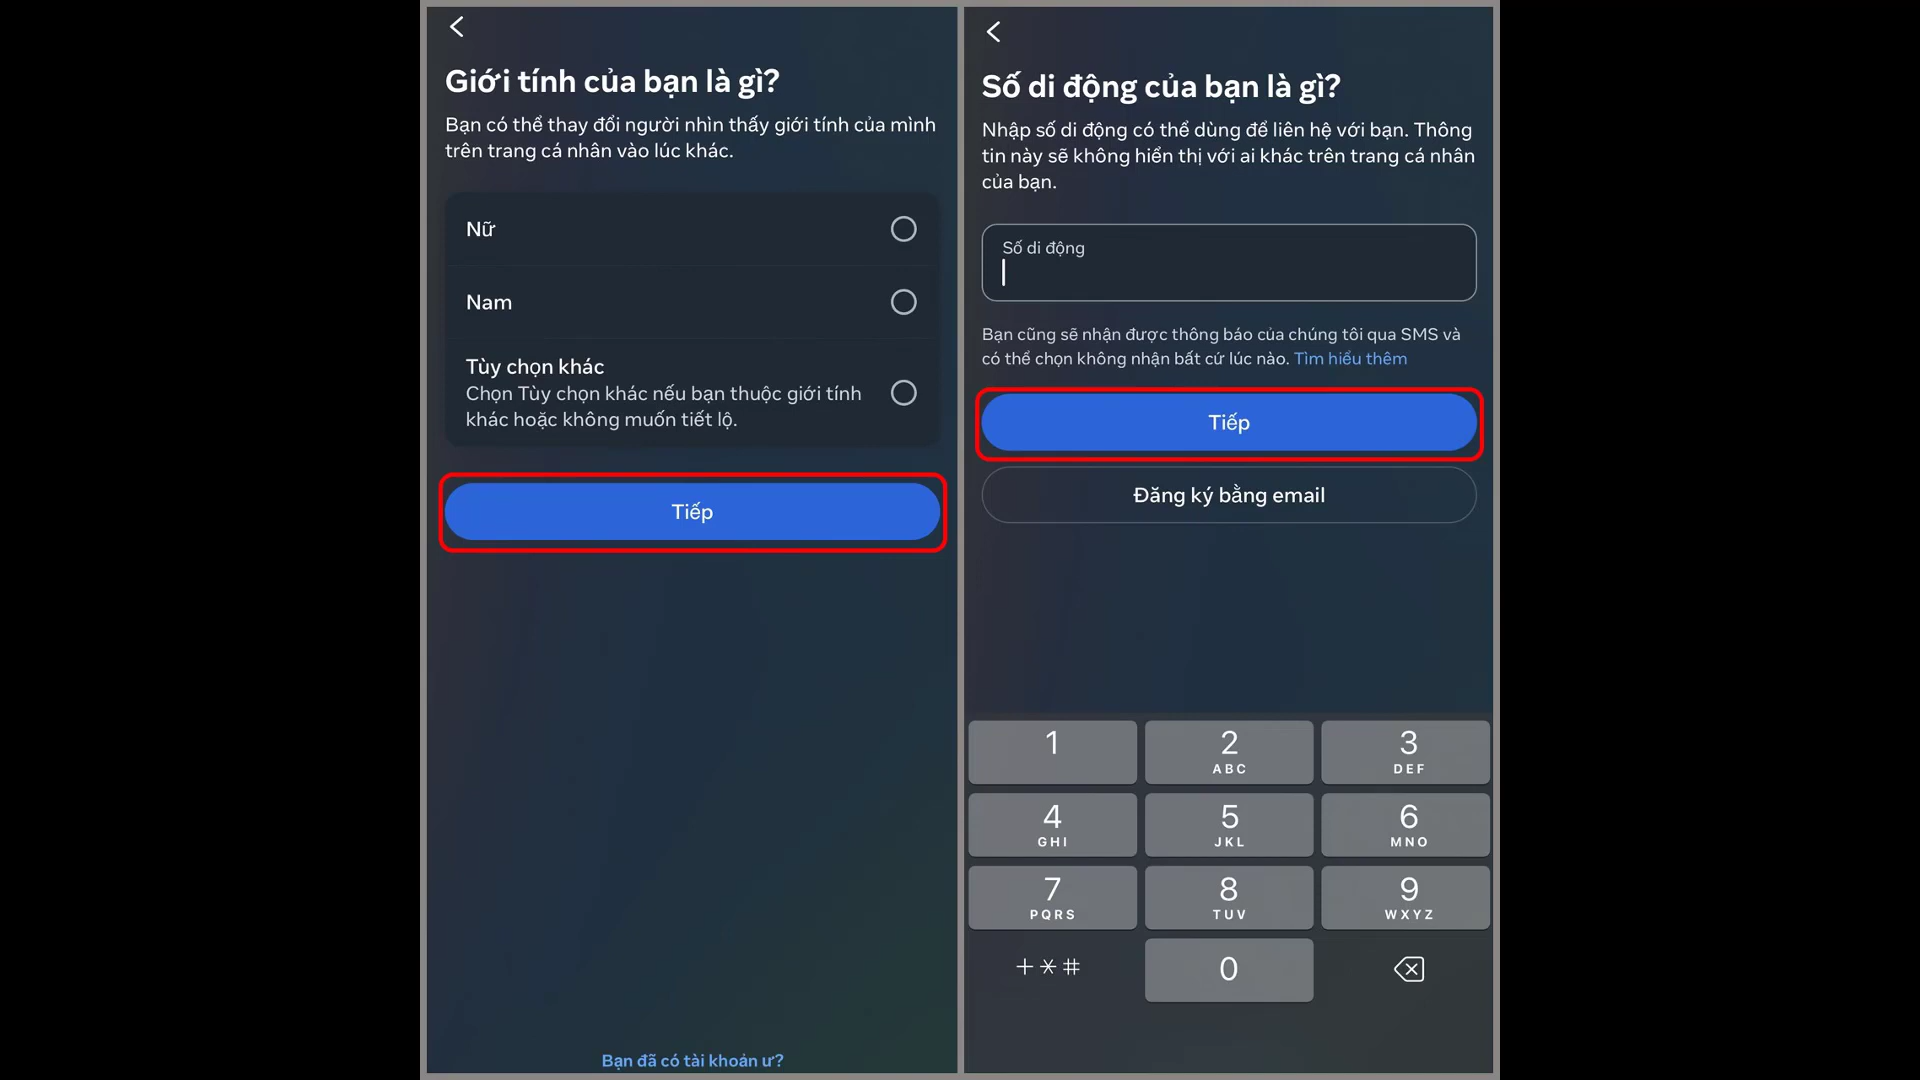 Giới tính của bạn là gì?
Bạn có thể thay đổi người nhìn thấy giới tính của mình
trên trang cá nhân vào lúc khác.
Nữ
Nam
Tùy chọn khác
Chọn Tùy chọn khác nếu bạn thuộc giới tính
khác hoặc không muốn tiết lộ.
Tiếp
Bạn đã có tài khoản ư?
Số di động của bạn là gì?
Nhập số di động có thể dùng để liên hệ với bạn. Thông
tin này sẽ không hiển thị với ai khác trên trang cá nhân
của bạn.
Số di động
Bạn cũng sẽ nhận được thông báo của chúng tôi qua SMS và
có thể chọn không nhận bất cứ lúc nào. Tìm hiểu thêm
Tiếp
Đăng ký bằng email
1 2 3
ABC DEF
4 5 6
GHI JKL MNO
7 8 9
PQRS TUV WXYZ
+*# 0